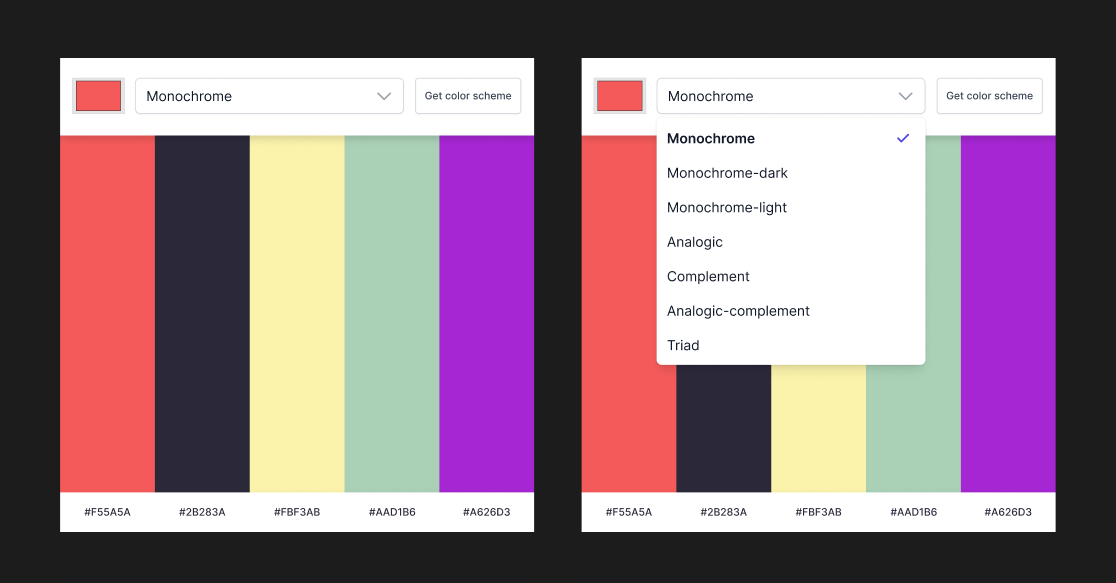 Monochrome
Get color scheme
#F55A5A
#2B283A
#FBF3AB
#AAD1B6
#A626D3
Monochrome
Get color scheme
Monochrome
Monochrome-dark
Monochrome-light
Analogic
Complement
Analogic-complement
Triad
#F55A5A
#2B283A
#FBF3AB
#AAD1B6
#A626D3